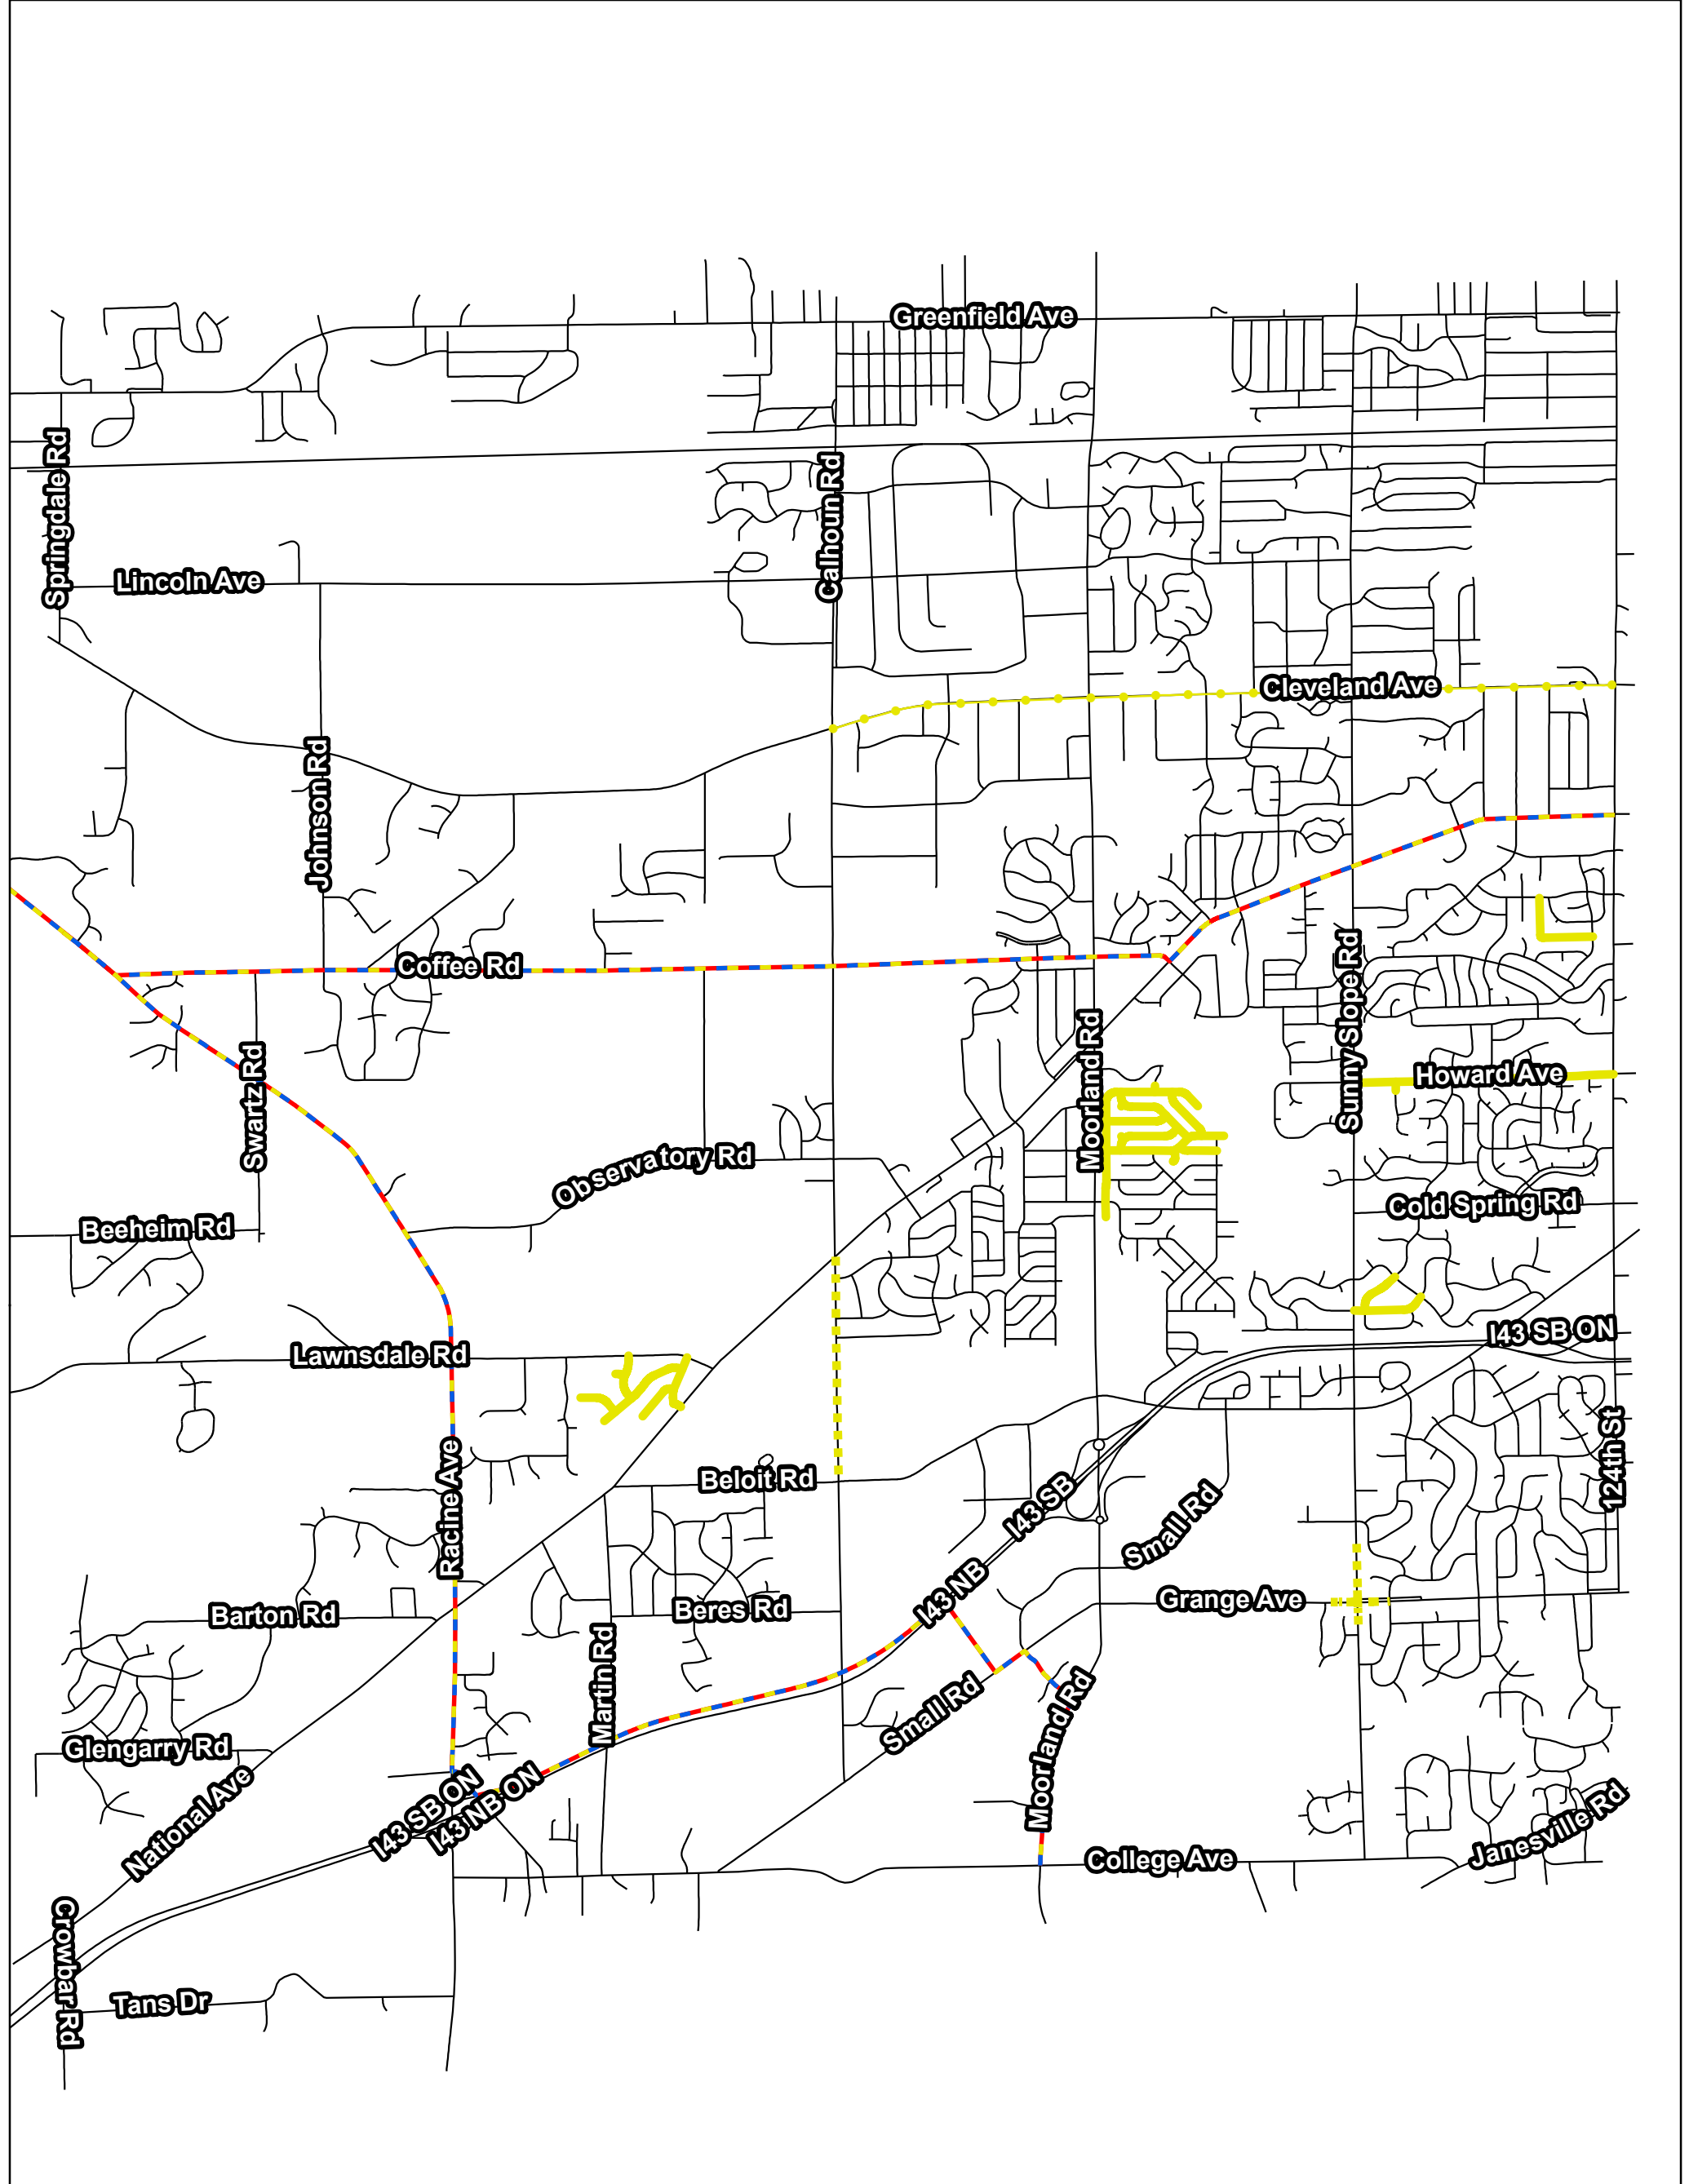 Greenfield Ave
Springdale Rd
Calhoun Rd
Lincoln Ave
Cleveland Ave
Johnson Rd
Coffee Rd
Sunny Slope Rd
Moorland Rd
Swartz Rd
Howard Ave
Observatory Rd
Cold Spring Rd
Beeheim Rd
I43 SB ON
Lawnsdale Rd
124th St
Racine Ave
Beloit Rd
I43 SB
Small Rd
I43 NB
Grange Ave
Barton Rd
Beres Rd
Martin Rd
Small Rd
Moorland Rd
Glengarry Rd
National Ave
I43 SB ON
I43 NB ON
Janesville Rd
College Ave
Crowbar Rd
Tans Dr